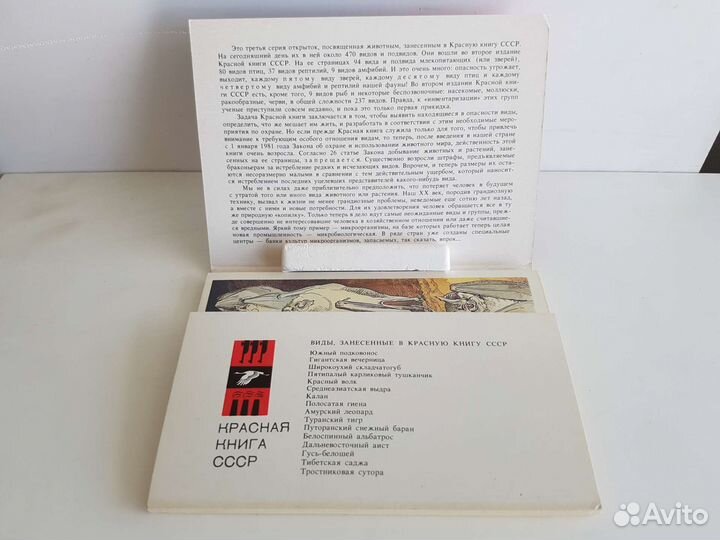 Это третья серия открыток, посвященная животным, занесенным в Красную книгу СССР.
На сегодняшний день их в ней около 470 видов и подвидов. Они вошли во второе издание
Красной книги СССР. На ее страницах 94 вида и подвида млекопитающих (или зверей),
80 видов птиц, 37 видов рептилий, 9 видов амфибий. И это очень много: опасность угрожает,
выходит, каждому пятому виду зверей, каждому десятому виду птиц и каждому
четвертому виду амфибий и рептилий нашей фауны! Во втором издании Красной кни-
ги СССР есть, кроме того, 9 видов рыб и некоторые беспозвоночные: насекомые, моллюски,
ракообразные, черви, в общей сложности 237 видов. Правда, к «инвентаризации» этих групп
ученые приступили совсем недавно, и она это только первая прикидка.
Задача Красной книги заключается в том, чтобы выявить находящиеся в опасности виды,
определить, что же мешает им жить, и разработать в соответствии с этим необходимые меро-
приятия по охране. Но если прежде Красная книга служила только для того, чтобы привлечь
внимание к требующим особого отношения видам, то теперь, после введения в нашей стране
с 1 января 1981 года Закона об охране и использовании животного мира, действенность этой
книги очень возросла. Согласно 26 статье Закона добывание животных и растений, зане-
сенных на ее страницы, запрещается. Существенно возросли штрафы, предъявляемые
браконьерам за истребление редких и исчезающих видов. Впрочем, и теперь размеры их оста-
ются несоразмерно малыми в сравнении с тем действительным ущербом, который наносит-
ся истреблением последних уцелевших представителей какого-нибудь вида.
Мы не в силах даже приблизительно предположить, что потеряет человек в будущем
с утратой того или иного вида животного или растения. Наш XX век, породив грандиозную
технику, вызвал к жизни не менее грандиозные проблемы, неведомые еще сотню лет назад,
а вместе с ними и новые потребности. Для их удовлетворения человек обращается все в ту
же природную «копилку». Только теперь в дело идут самые неожиданные виды и группы, преж-
де совершенно не интересовавшие человека в хозяйственном отношении или даже считавшие-
ся вредными. Яркий тому пример — микроорганизмы, на базе которых работает теперь целая
новая промышленность — микробиологическая. В ряде стран уже созданы специальные
центры — банки культур микроорганизмов, запасаемых, так сказать, впрок...
ВИДЫ, ЗАНЕСЕННЫЕ В КРАСНУЮ КНИГУ СССР
Южный подковонос
Гигантская вечерница
Широкоухий складчатогуб
Пятипалый карликовый тушканчик
Красный волк
Среднеазиатская выдра
Калан
Полосатая гиена
Амурский леопард
Туранский тигр
Путоранский снежный баран
Белоспинный альбатрос
Дальневосточный аист
Гусь-белошей
Тибетская саджа
Тростниковая сутора
КРАСНАЯ
КНИГА
СССР
Avito